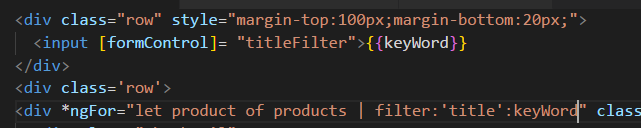 <div class="row" style="margin-top:100px;margin-bottom:20px;">
<input [formControl]= "titleFilter">{{keyWord}}
</div>
<div class='row'>
<div *ngFor="let product of products | filter:'title':keyWord" class